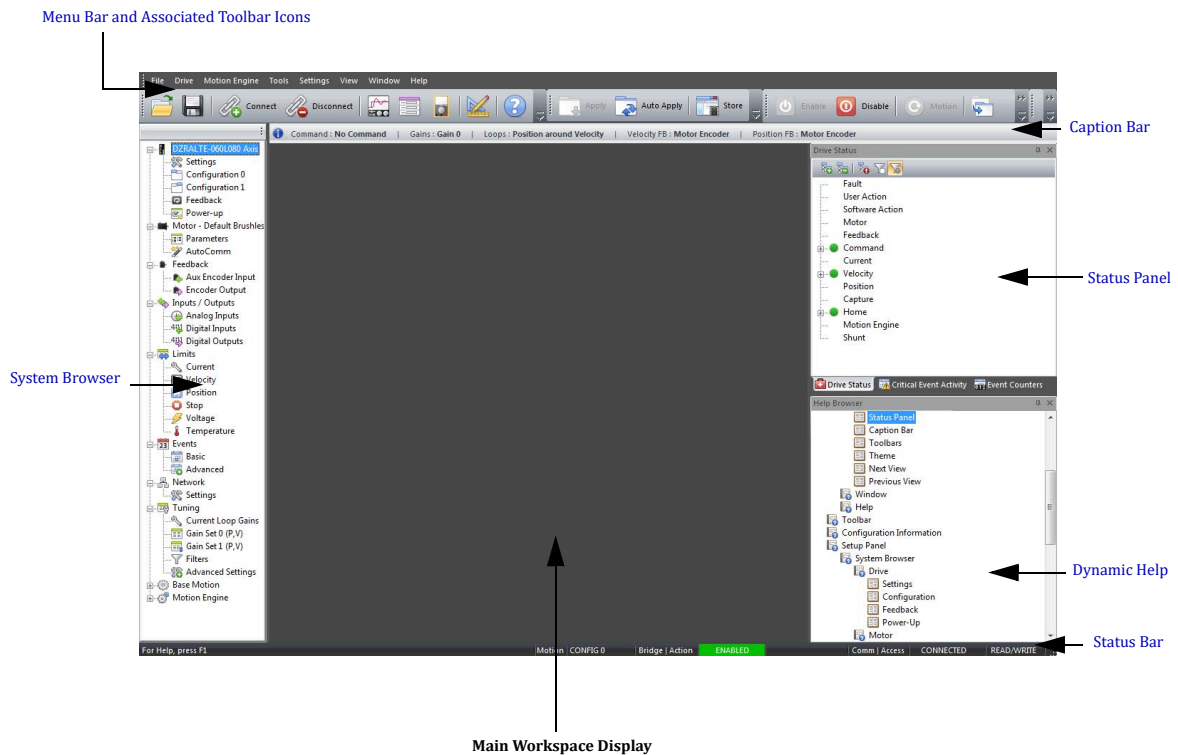 Menu Bar and Associated Toolbar Icons
File Drive Motion Engine Tools Settings View Window Help
Connect Disconnect Apply Auto Apply Store Enable Disable Motion
Command : No Command | Gains : Gain 0 | Loops : Position around Velocity | Velocity FB : Motor Encoder | Position FB : Motor Encoder
Caption Bar
DZRALTE-060L080 Axis
Settings
Configuration 0
Configuration 1
Feedback
Power-up
Motor - Default Brushles
Parameters
AutoComm
Feedback
Aux Encoder Input
Encoder Output
Inputs / Outputs
Analog Inputs
Digital Inputs
Digital Outputs
Limits
Current
Velocity
Position
Stop
Voltage
Temperature
Events
Basic
Advanced
Network
Settings
Tuning
Current Loop Gains
Gain Set 0 (P,V)
Gain Set 1 (P,V)
Filters
Advanced Settings
Base Motion
Motion Engine
System Browser
Drive Status
Fault
User Action
Software Action
Motor
Feedback
Command
Current
Velocity
Position
Capture
Home
Motion Engine
Shunt
Status Panel
Drive Status Critical Event Activity Event Counters
Help Browser
Status Panel
Caption Bar
Toolbars
Theme
Next View
Previous View
Window
Help
Toolbar
Configuration Information
Setup Panel
System Browser
Drive
Settings
Configuration
Feedback
Power-Up
Motor
Dynamic Help
Status Bar
For Help, press F1 Motion | CONFIG 0 | Bridge | Action ENABLED Comm | Access | CONNECTED | READ/WRITE
Main Workspace Display